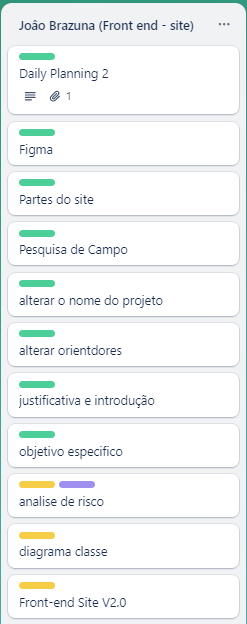 João Brazuna (Front end - site)
Daily Planning 2
1
Figma
Partes do site
Pesquisa de Campo
alterar o nome do projeto
alterar orientdores
justificativa e introdução
objetivo especifico
analise de risco
diagrama classe
Front-end Site V2.0